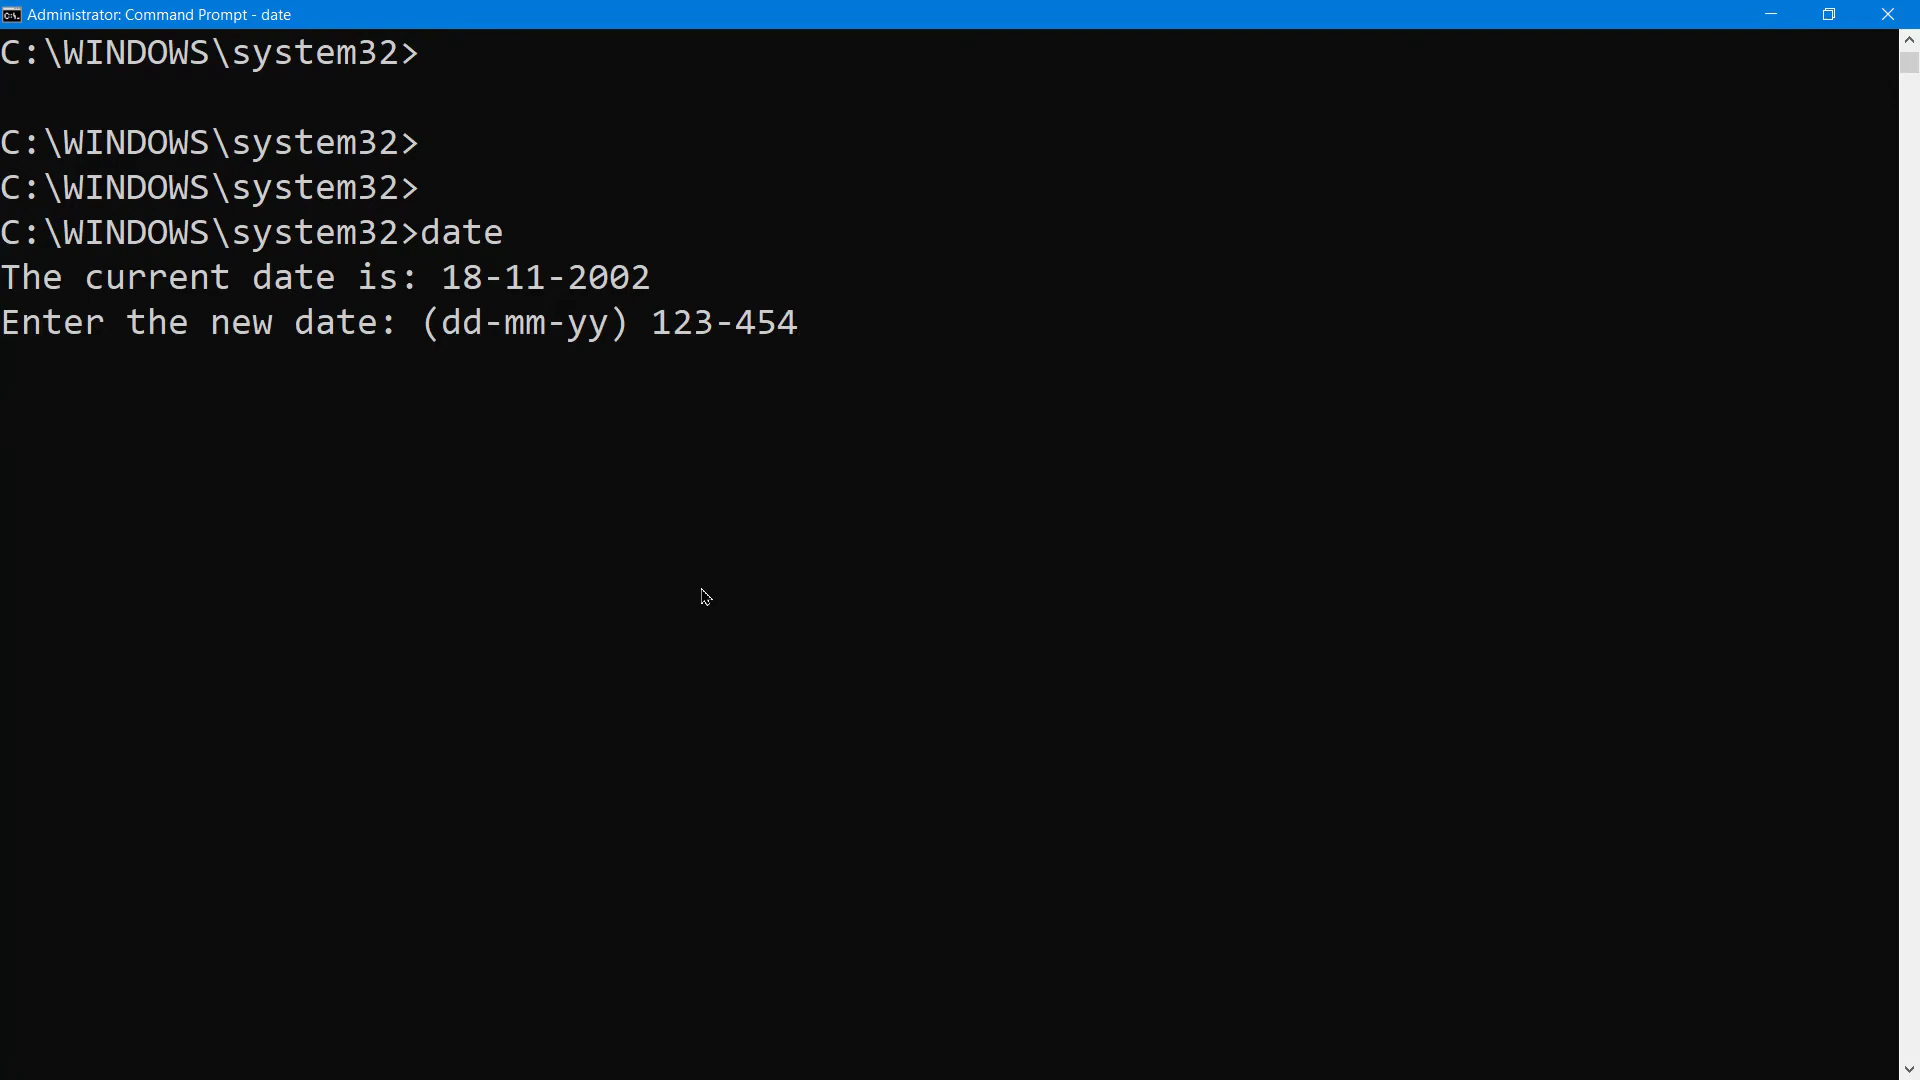 Administrator: Command Prompt - date
C:\WINDOWS\system32>
C:\WINDOWS\system32>
C:\WINDOWS\system32>
C:\WINDOWS\system32>date
The current date is: 18-11-2002
Enter the new date: (dd-mm-yy) 123-454